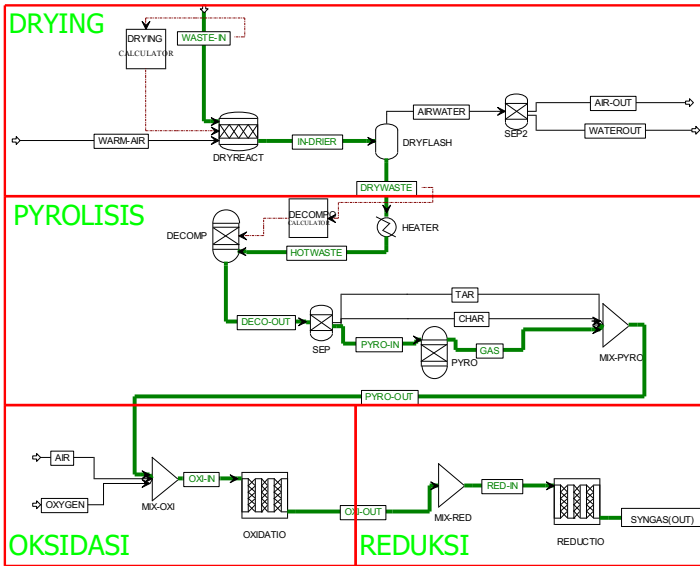 DRYING
DRYING
CALCULATOR
WASTE-IN
WARM-AIR
DRYREACT
IN-DRIER
AIRWATER
DRYFLASH
SEP2
AIR-OUT
WATEROUT
DRYWASTE
PYROLISIS
DECOMP
DECOMPO
CALCULATOR
HEATER
HOTWASTE
DECO-OUT
SEP
TAR
CHAR
PYRO-IN
PYRO
GAS
MIX-PYRO
PYRO-OUT
AIR
OXYGEN
MIX-OXI
OXI-IN
OXIDATIO
OXI-OUT
OKSIDASI
MIX-RED
RED-IN
REDUCTIO
SYNGAS(OUT)
REDUKSI